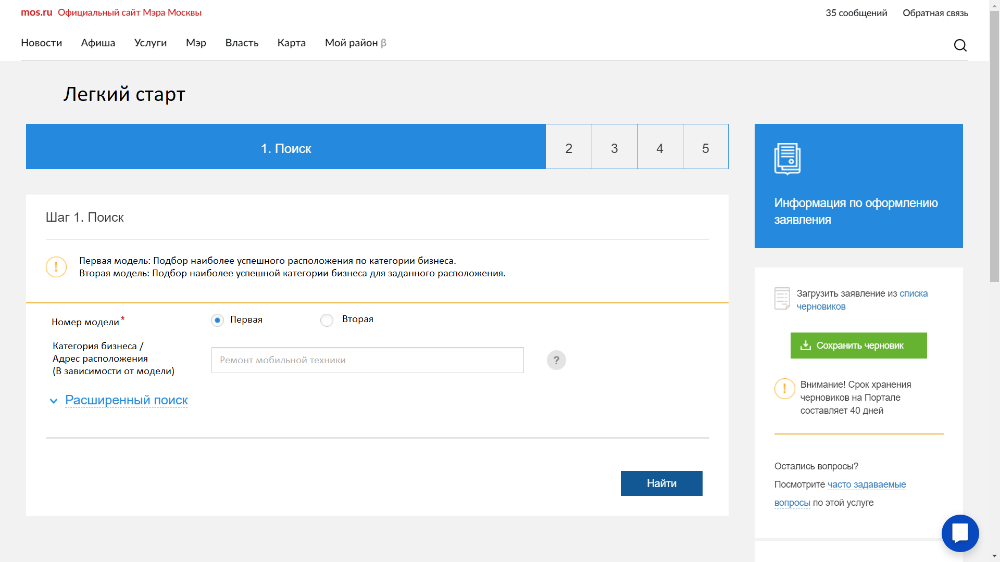 mos.ru Официальный сайт Мэра Москвы
35 сообщений
Обратная связь
Новости
Афиша
Услуги
Мэр
Власть
Карта
Мой район β
Легкий старт
1. Поиск
2
3
4
5
Шаг 1. Поиск
!
Первая модель: Подбор наиболее успешного расположения по категории бизнеса.
Вторая модель: Подбор наиболее успешной категории бизнеса для заданного расположения.
Номер модели *
Первая
Вторая
Категория бизнеса /
Адрес расположения
(В зависимости от модели)
Ремонт мобильной техники
?
Расширенный поиск
Найти
Информация по оформлению
заявления
Загрузить заявление из списка
черновиков
Сохранить черновик
!
Внимание! Срок хранения
черновиков на Портале
составляет 40 дней
Остались вопросы?
Посмотрите часто задаваемые
вопросы по этой услуге